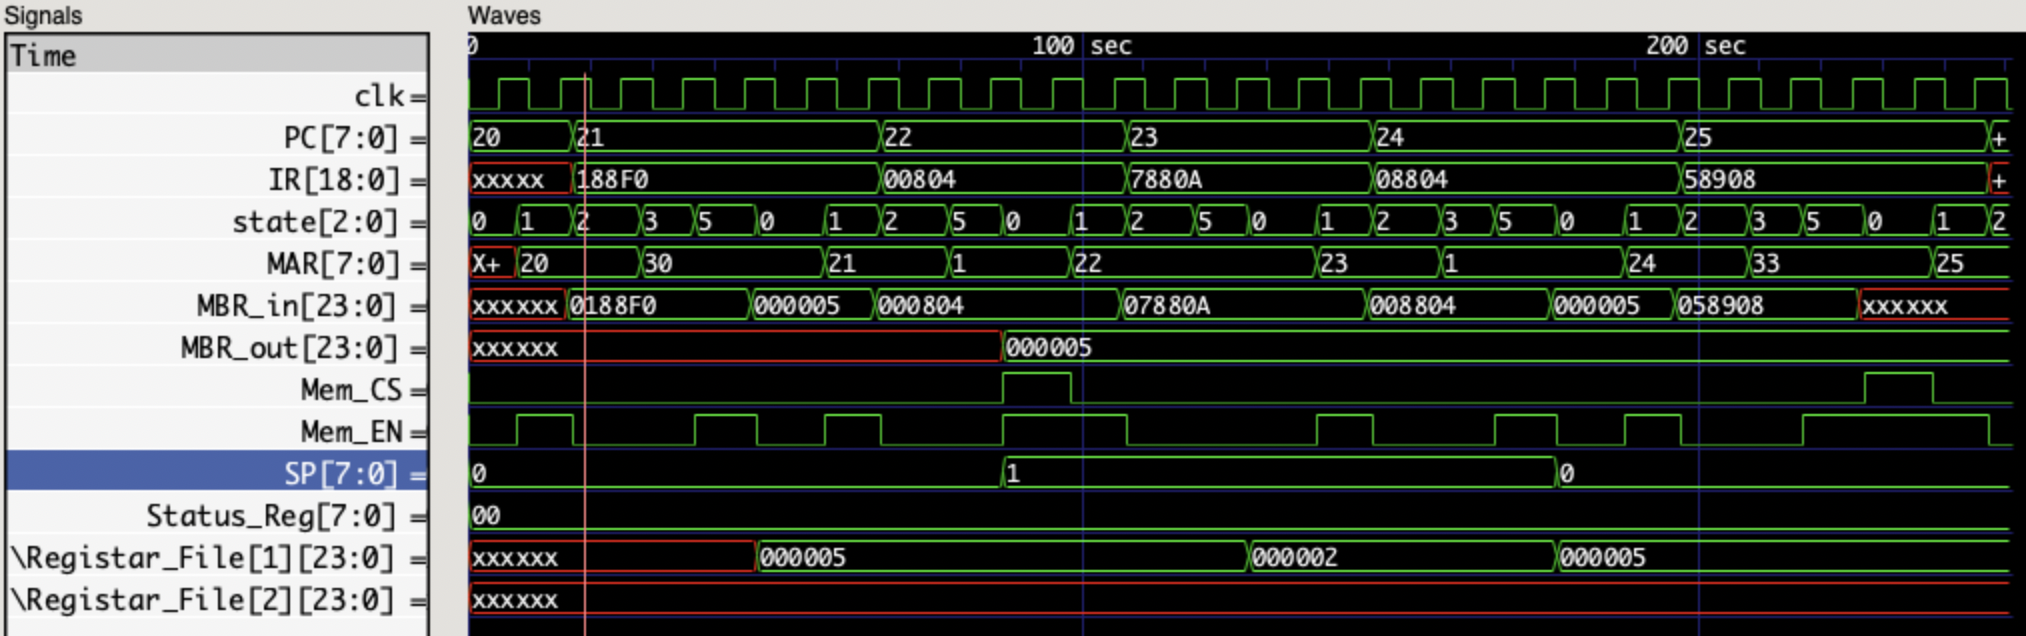 Signals Waves
Time 0 100 sec 200 sec
clk=
PC[7:0] = 20 21 22 23 24 25 +
IR[18:0] = xxxxx 188F0 00804 7880A 08804 58908 +
state[2:0] = 0 1 2 3 5 0 1 2 5 0 1 2 5 0 1 2 3 5 0 1 2 3 5 0 1 2
MAR[7:0] = X+ 20 30 21 1 22 23 1 24 33 25
MBR_in[23:0] = xxxxxx 0188F0 000005 000804 07880A 008804 000005 058908 xxxxxx
MBR_out[23:0] = xxxxxx 000005
Mem_CS =
Mem_EN =
SP[7:0] = 0 1 0
Status_Reg[7:0] = 00
\Registar_File[1][23:0] = xxxxxx 000005 000002 000005
\Registar_File[2][23:0] = xxxxxx